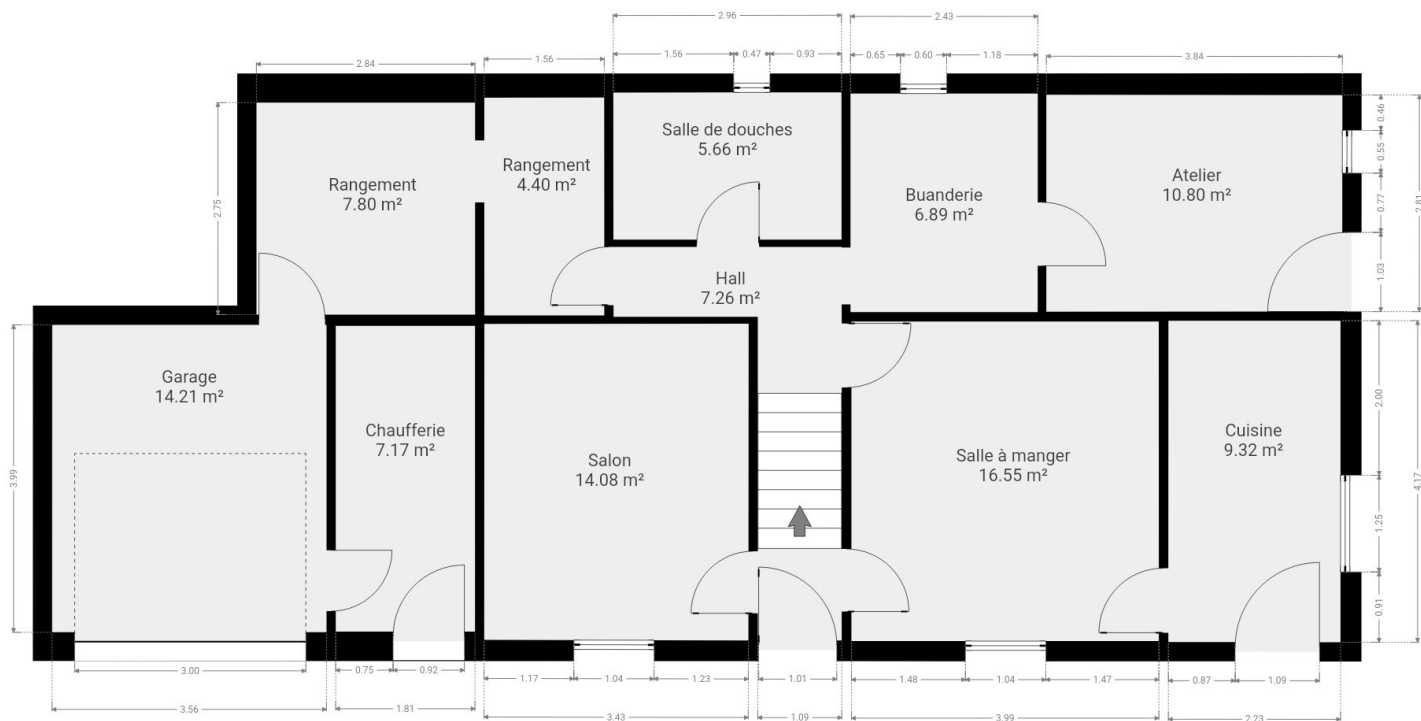 2.96
2.43
1.56
0.47
0.93
0.65
0.60
1.18
2.84
1.56
3.84
Salle de douches
5.66 m²
Rangement
4.40 m²
Rangement
7.80 m²
Buanderie
6.89 m²
Atelier
10.80 m²
Hall
7.26 m²
2.75
0.46
0.55
0.77
1.03
2.81
Garage
14.21 m²
Chaufferie
7.17 m²
Salon
14.08 m²
Salle à manger
16.55 m²
Cuisine
9.32 m²
3.99
2.00
1.25
0.91
4.17
3.00
0.75
0.92
1.17
1.04
1.23
1.01
1.48
1.04
1.47
0.87
1.09
3.56
1.81
3.43
1.09
3.99
2.23